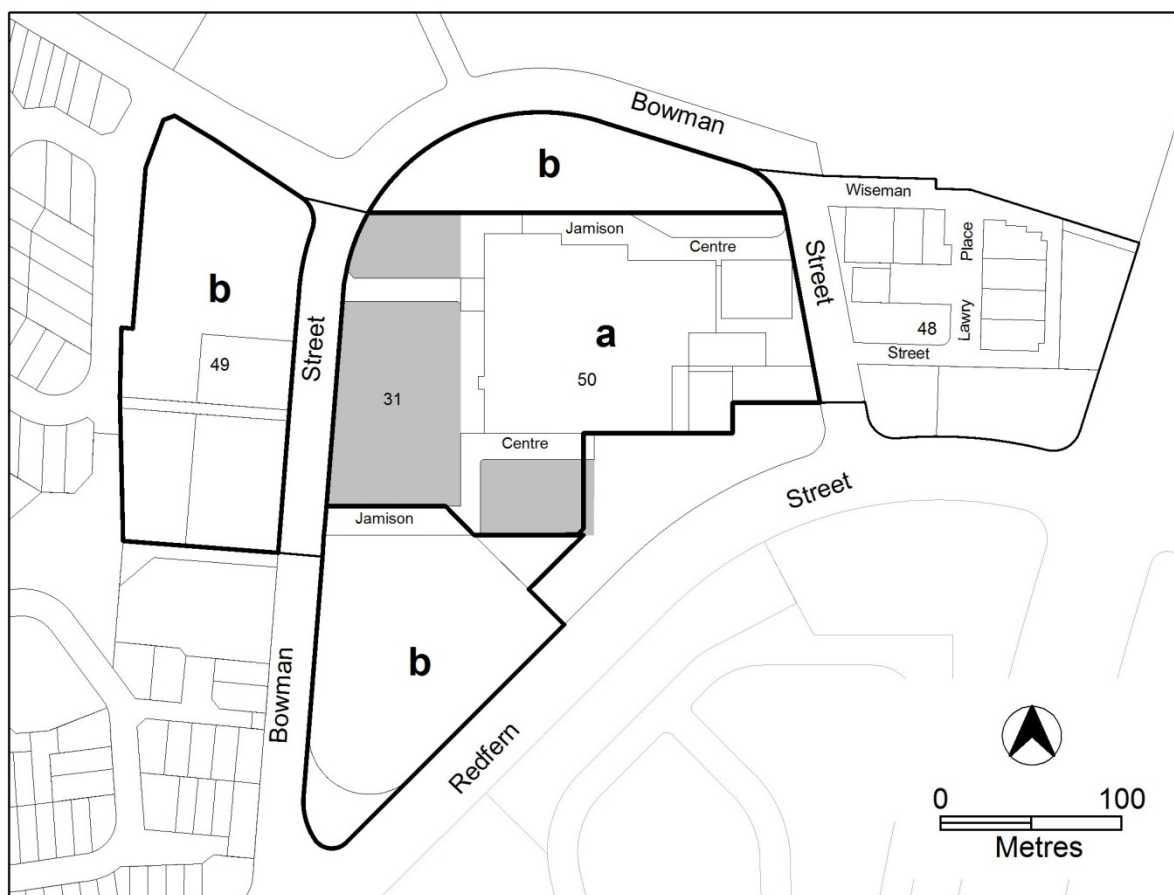 Bowman
b
Wiseman
Jamison
Centre
Place
Street
b
Street
a
48
Lawry
49
50
31
Street
Centre
Street
Jamison
b
Bowman
Redfern
0 100
Metres